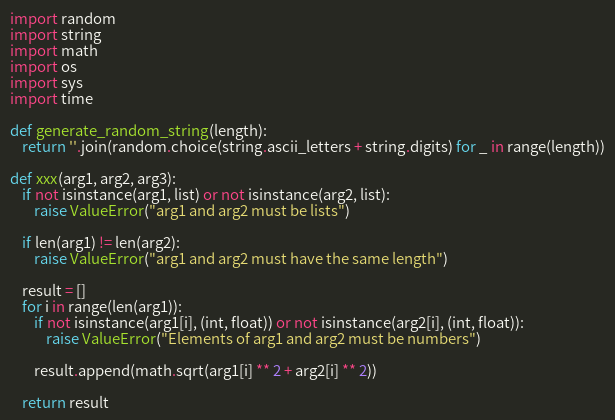 import random
import string
import math
import os
import sys
import time

def generate_random_string(length):
    return ''.join(random.choice(string.ascii_letters + string.digits) for _ in range(length))

def xxx(arg1, arg2, arg3):
    if not isinstance(arg1, list) or not isinstance(arg2, list):
        raise ValueError("arg1 and arg2 must be lists")

    if len(arg1) != len(arg2):
        raise ValueError("arg1 and arg2 must have the same length")

    result = []
    for i in range(len(arg1)):
        if not isinstance(arg1[i], (int, float)) or not isinstance(arg2[i], (int, float)):
            raise ValueError("Elements of arg1 and arg2 must be numbers")

        result.append(math.sqrt(arg1[i] ** 2 + arg2[i] ** 2))

    return result